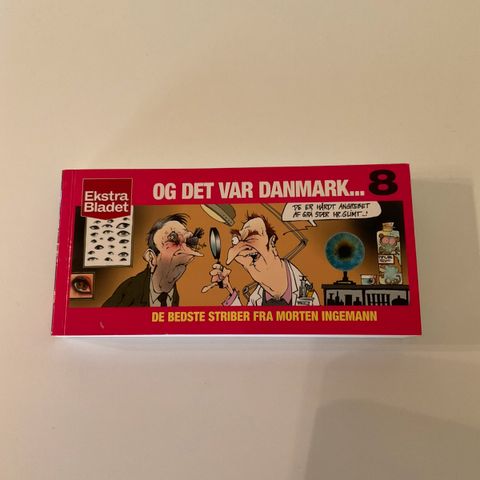 Ekstra
Bladet
OG DET VAR DANMARK... 8
DE ER HÅRDT ANGREBET
AF GRÅ STÆR HR. GLIMT..!
DE BEDSTE STRIBER FRA MORTEN INGEMANN